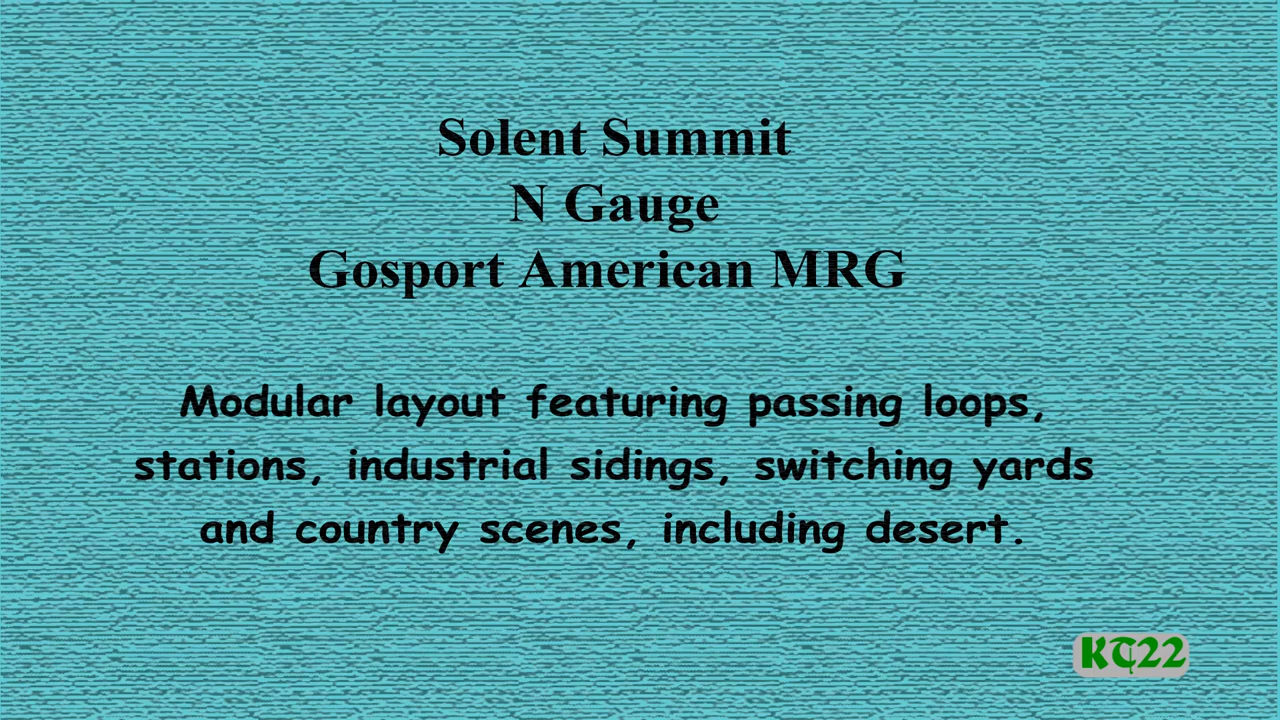 Solent Summit
N Gauge
Gosport American MRG
Modular layout featuring passing loops,
stations, industrial sidings, switching yards
and country scenes, including desert.
KT22